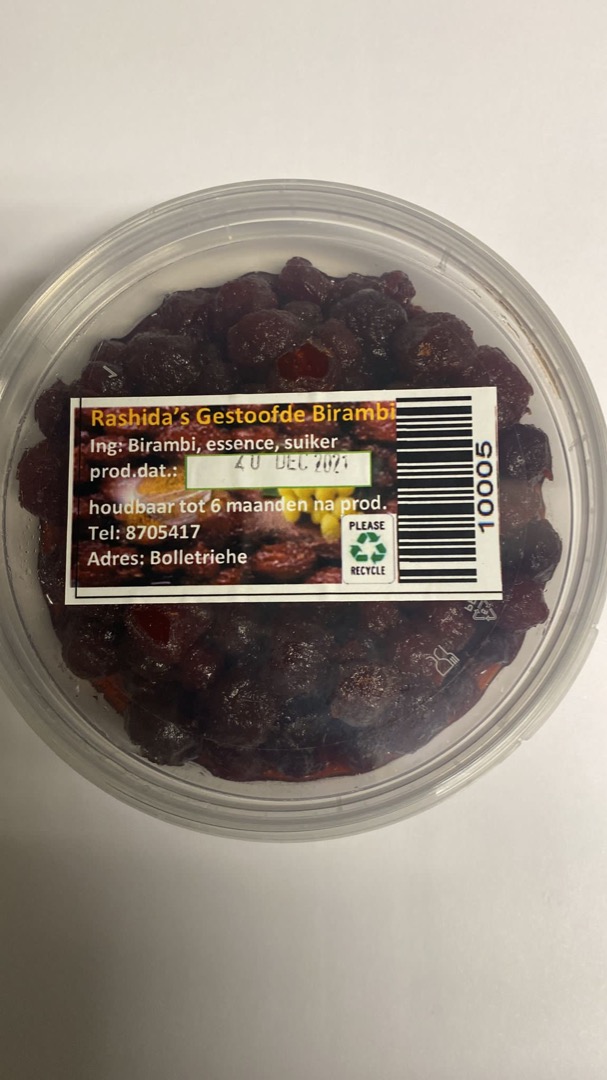 Rashida's Gestoofde Birambi
Ing: Birambi, essence, suiker
prod.dat.: DEC 2021
houdbaar tot 6 maanden na prod.
Tel: 8705417
Adres: Bolletriehe
PLEASE
RECYCLE
10005